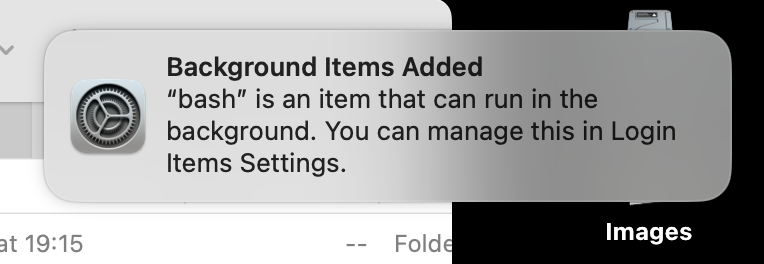 Background Items Added
“bash” is an item that can run in the
background. You can manage this in Login
Items Settings.
at 19:15 -- Folde
Images